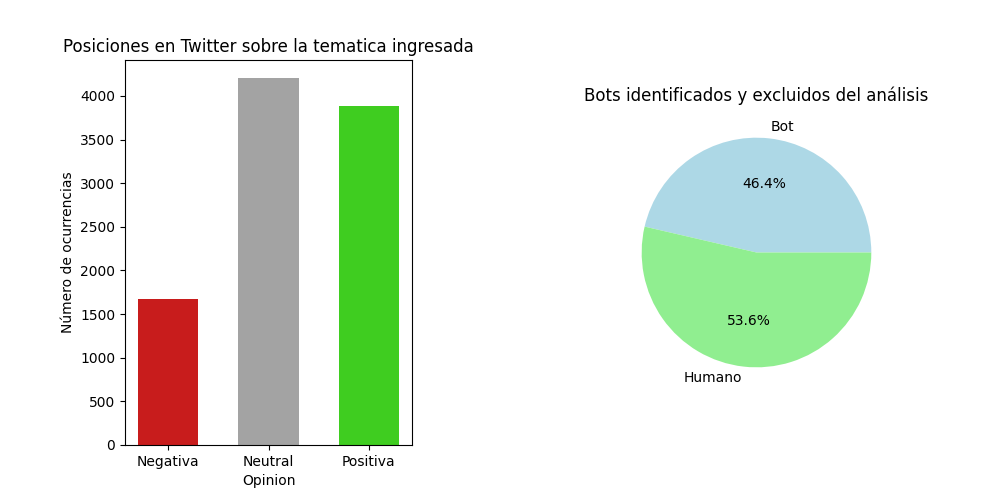 Posiciones en Twitter sobre la tematica ingresada
Número de ocurrencias
4000
3500
3000
2500
2000
1500
1000
500
0
Negativa
Neutral
Positiva
Opinion
Bots identificados y excluidos del análisis
Bot
46.4%
53.6%
Humano